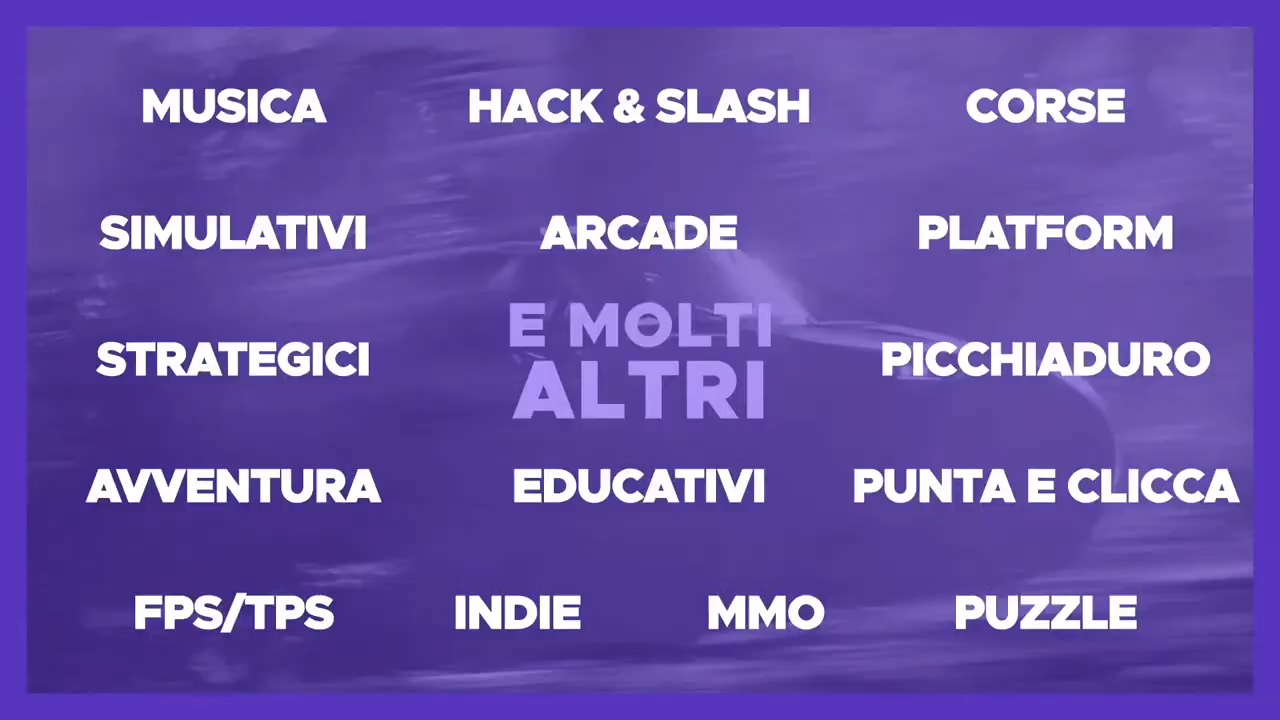 MUSICA
HACK & SLASH
CORSE
SIMULATIVI
ARCADE
PLATFORM
E MOLTI
ALTRI
STRATEGICI
PICCHIADURO
AVVENTURA
EDUCATIVI
PUNTA E CLICCA
FPS/TPS
INDIE
MMO
PUZZLE